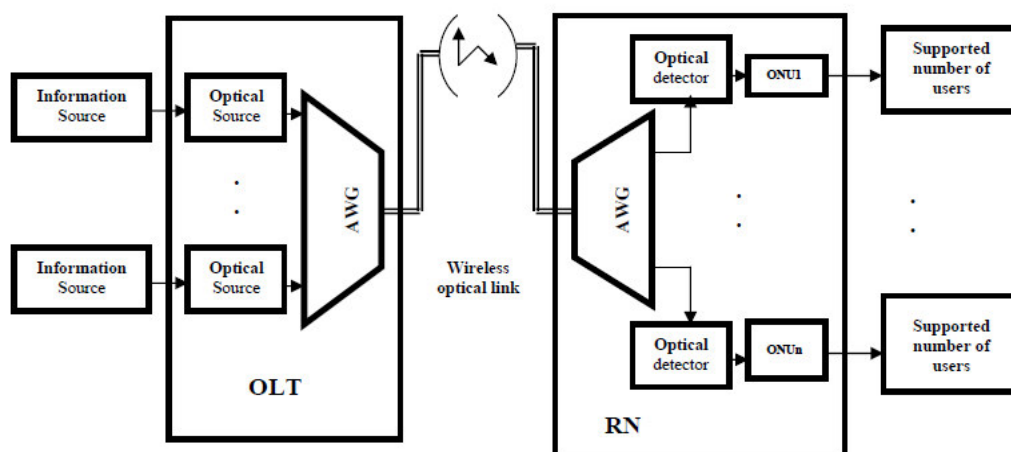 Information
Source
Optical
Source
.
.
Information
Source
Optical
Source
AWG
OLT
Wireless
optical link
AWG
Optical
detector
ONU1
Supported
number of
users
.
.
.
.
Optical
detector
ONUn
Supported
number of
users
RN